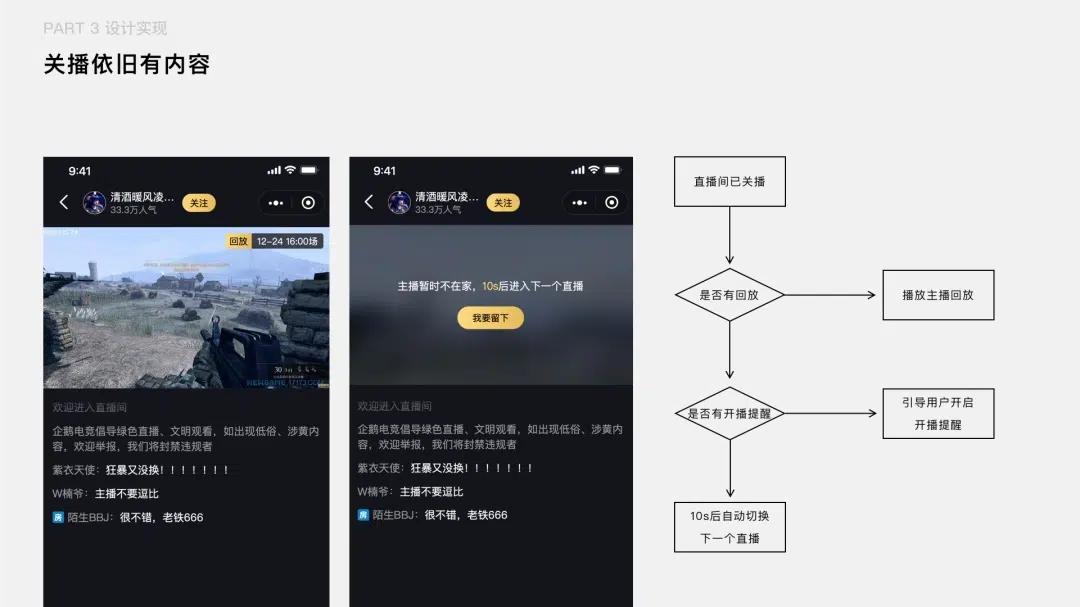 PART 3 设计实现
关播依旧有内容
9:41
清酒暖风凌...
33.3万人气
关注
回放 12-24 16:00场
NEWGAME.17173.COM
欢迎进入直播间
企鹅电竞倡导绿色直播、文明观看，如出现低俗、涉黄内
容，欢迎举报，我们将封禁违规者
紫衣天使：狂暴又没换！！！！！！！
W楠爷：主播不要逗比
房 陌生BBJ：很不错，老铁666
9:41
清酒暖风凌...
33.3万人气
关注
主播暂时不在家，10s后进入下一个直播
我要留下
欢迎进入直播间
企鹅电竞倡导绿色直播、文明观看，如出现低俗、涉黄内
容，欢迎举报，我们将封禁违规者
紫衣天使：狂暴又没换！！！！！！！
W楠爷：主播不要逗比
房 陌生BBJ：很不错，老铁666
直播间已关播
是否有回放
播放主播回放
是否有开播提醒
引导用户开启
开播提醒
10s后自动切换
下一个直播